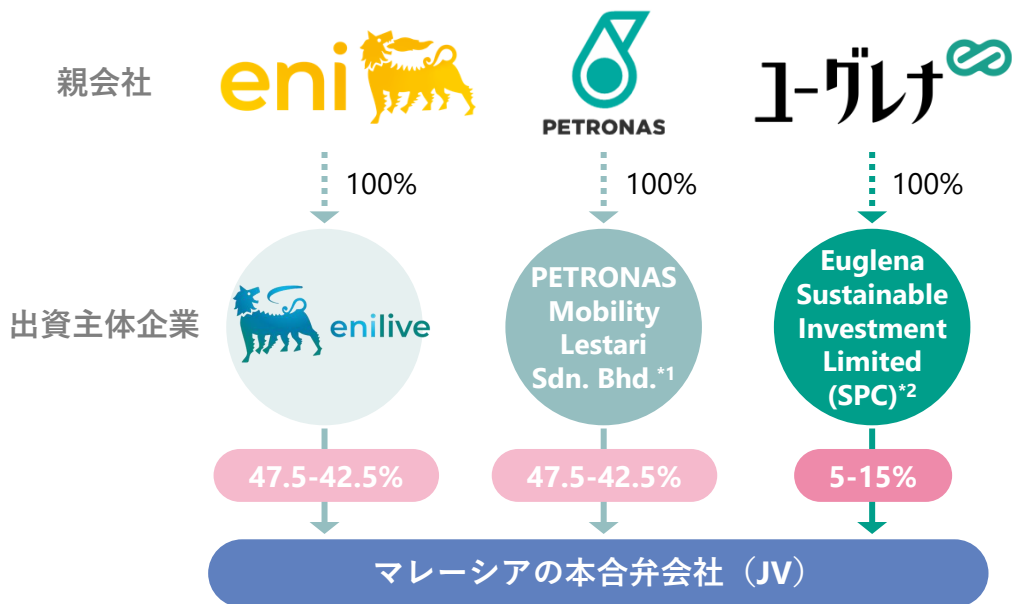 親会社
eni
PETRONAS
ユーグレナ
100%
100%
100%
出資主体企業
enilive
PETRONAS
Mobility
Lestari
Sdn. Bhd.*1
Euglena
Sustainable
Investment
Limited
(SPC)*2
47.5-42.5%
47.5-42.5%
5-15%
マレーシアの本合弁会社（JV）